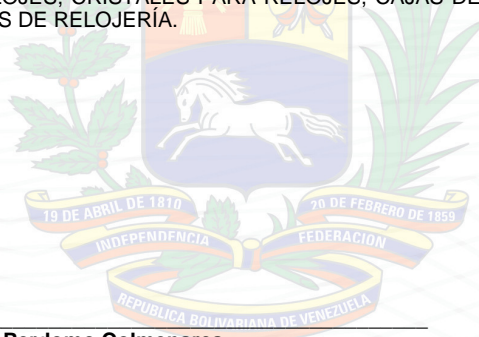 RELOJES, CRISTALES PARA RELOJES, CAJAS DE
S DE RELOJERÍA.
19 DE ABRIL DE 1810
20 DE FEBRERO DE 1859
INDEPENDENCIA
FEDERACION
REPUBLICA BOLIVARIANA DE VENEZUELA